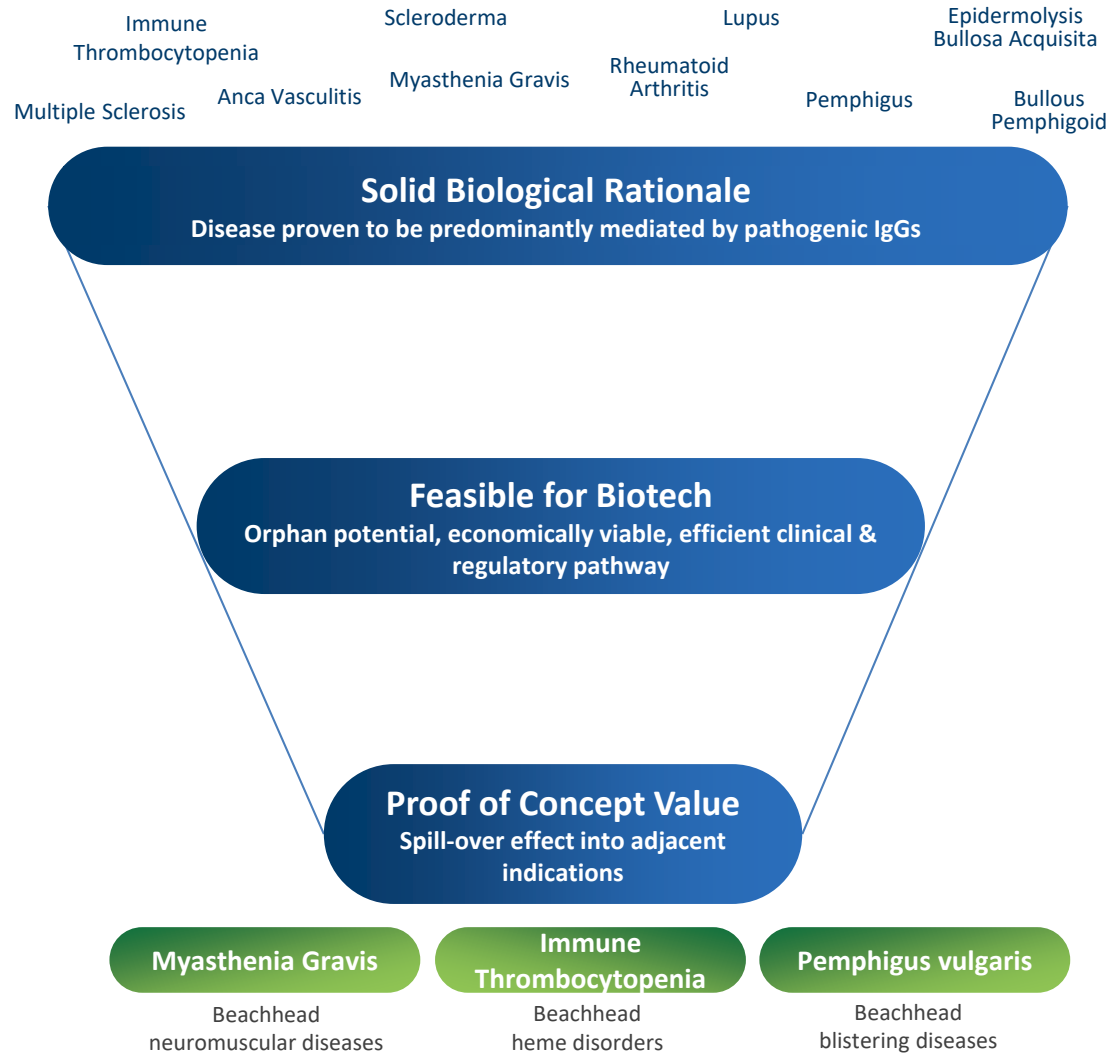 Immune
Thrombocytopenia
Scleroderma
Lupus
Epidermolysis
Bullosa Acquisita
Multiple Sclerosis
Anca Vasculitis
Myasthenia Gravis
Rheumatoid
Arthritis
Pemphigus
Bullous
Pemphigoid
Solid Biological Rationale
Disease proven to be predominantly mediated by pathogenic IgGs
Feasible for Biotech
Orphan potential, economically viable, efficient clinical &
regulatory pathway
Proof of Concept Value
Spill-over effect into adjacent
indications
Myasthenia Gravis
Immune
Thrombocytopenia
Pemphigus vulgaris
Beachhead
neuromuscular diseases
Beachhead
heme disorders
Beachhead
blistering diseases